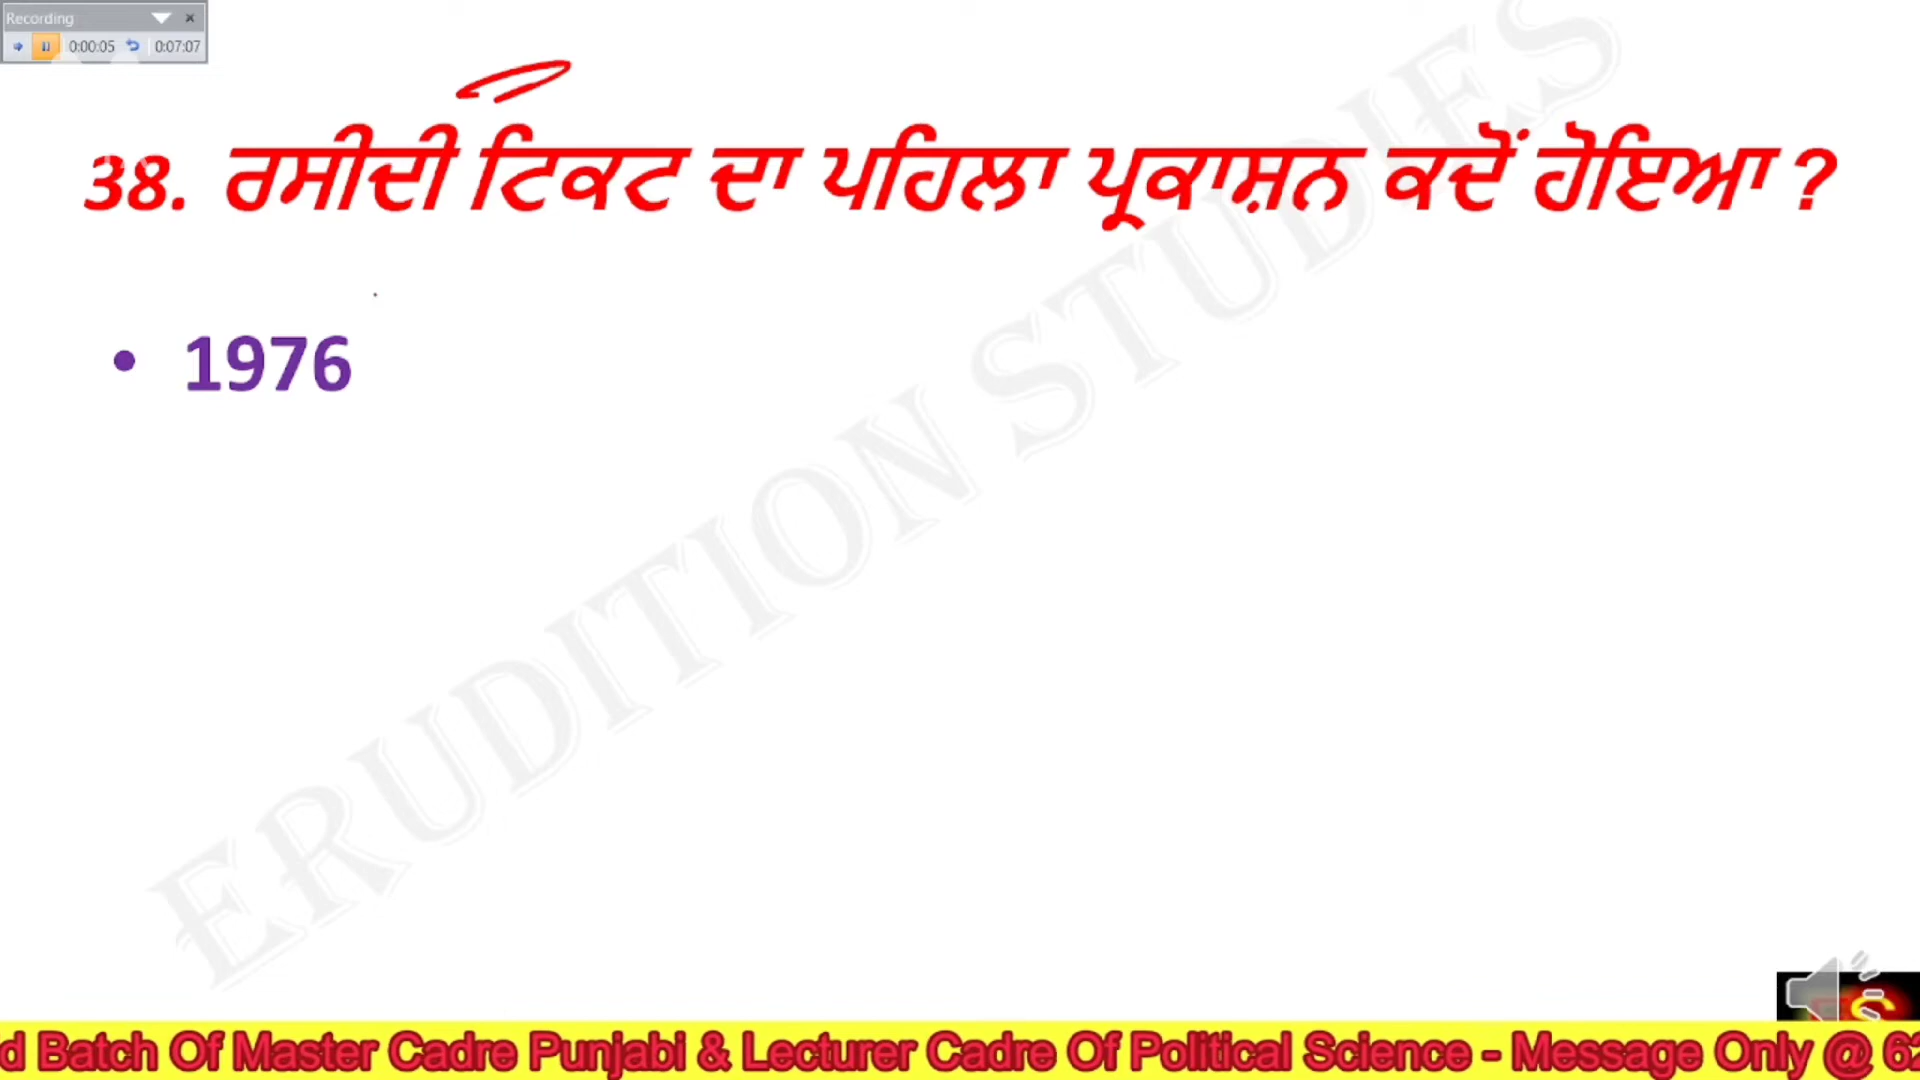 Recording
0:00:05 0:07:07
38. ਰਸੀਦੀ ਟਿਕਟ ਦਾ ਪਹਿਲਾ ਪ੍ਰਕਾਸ਼ਨ ਕਦੋਂ ਹੋਇਆ ?
• 1976
ERUDITION STUDIES
d Batch Of Master Cadre Punjabi & Lecturer Cadre Of Political Science - Message Only @ 62